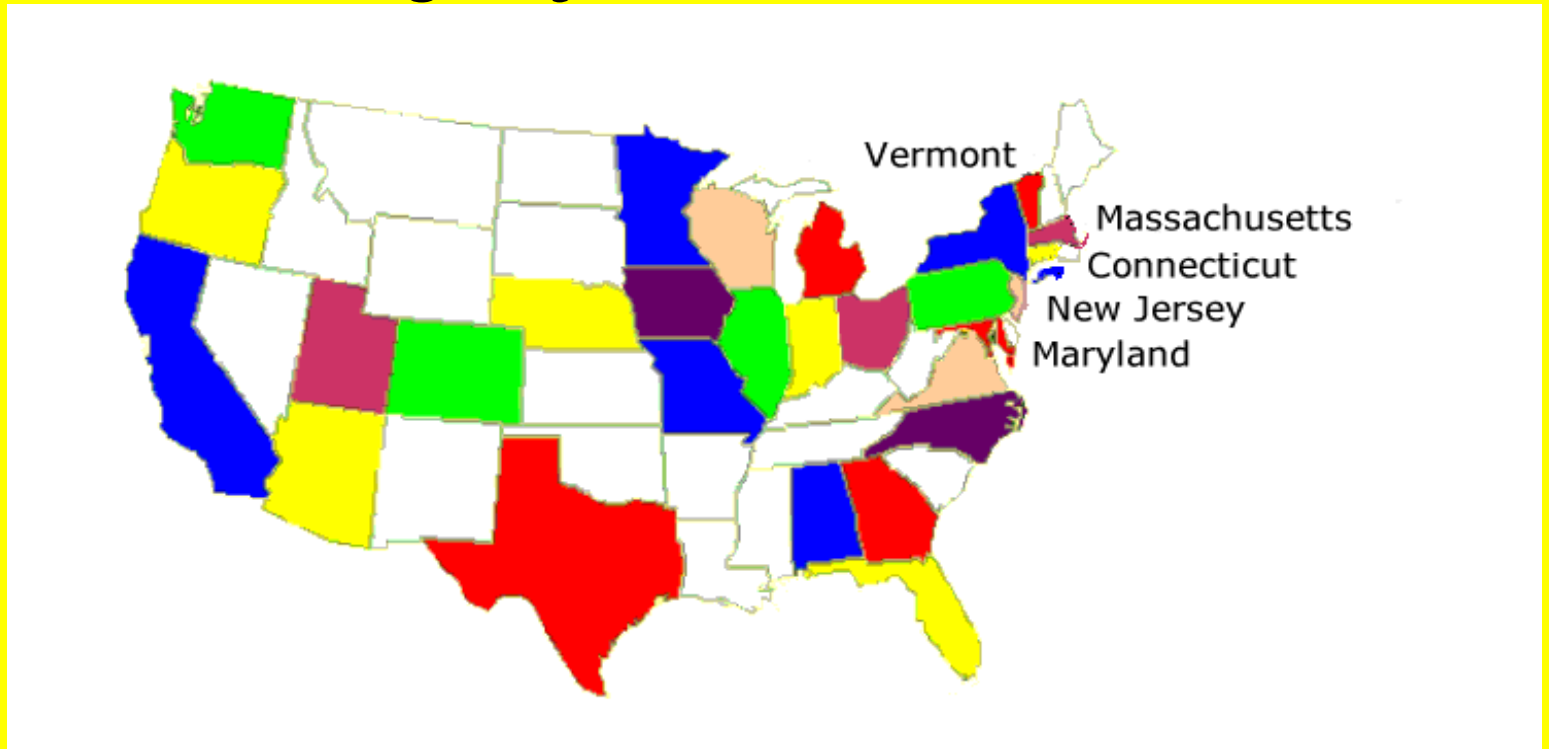 Vermont
Massachusetts
Connecticut
New Jersey
Maryland